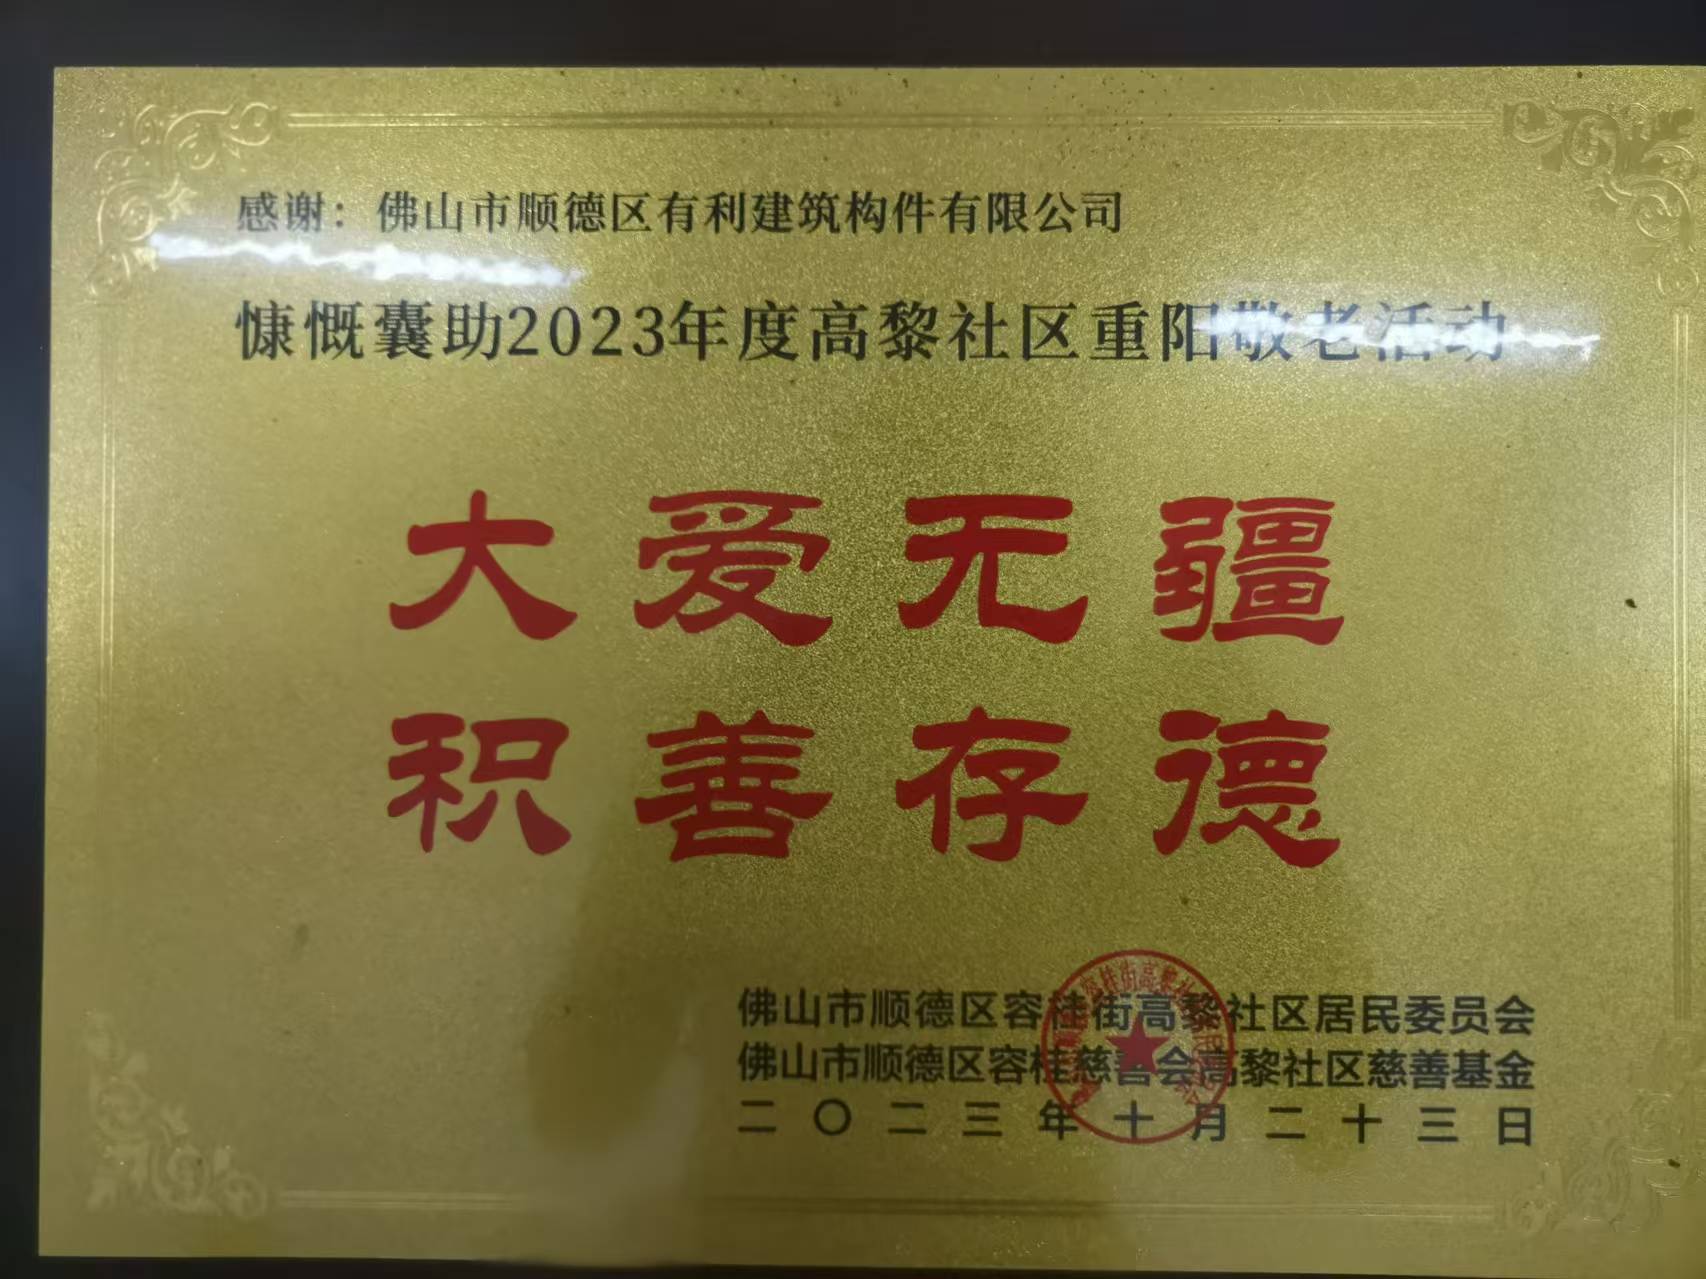 感谢：佛山市顺德区有利建筑构件有限公司
慷慨囊助2023年度高黎社区重阳敬老活动
大爱无疆
积善存德
佛山市顺德区容桂街高黎社区居民委员会
佛山市顺德区容桂慈善会高黎社区慈善基金
二〇二三年十月二十三日